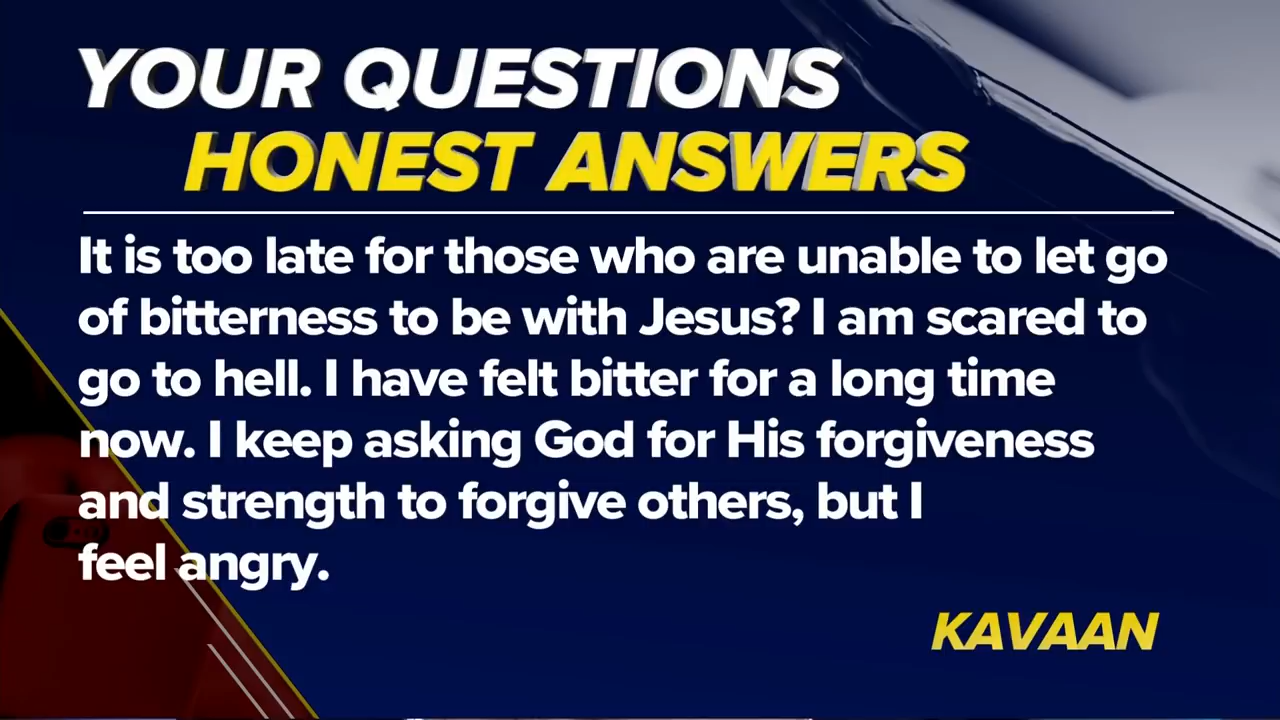 YOUR QUESTIONS
HONEST ANSWERS
It is too late for those who are unable to let go
of bitterness to be with Jesus? I am scared to
go to hell. I have felt bitter for a long time
now. I keep asking God for His forgiveness
and strength to forgive others, but I
feel angry.
KAVAAN